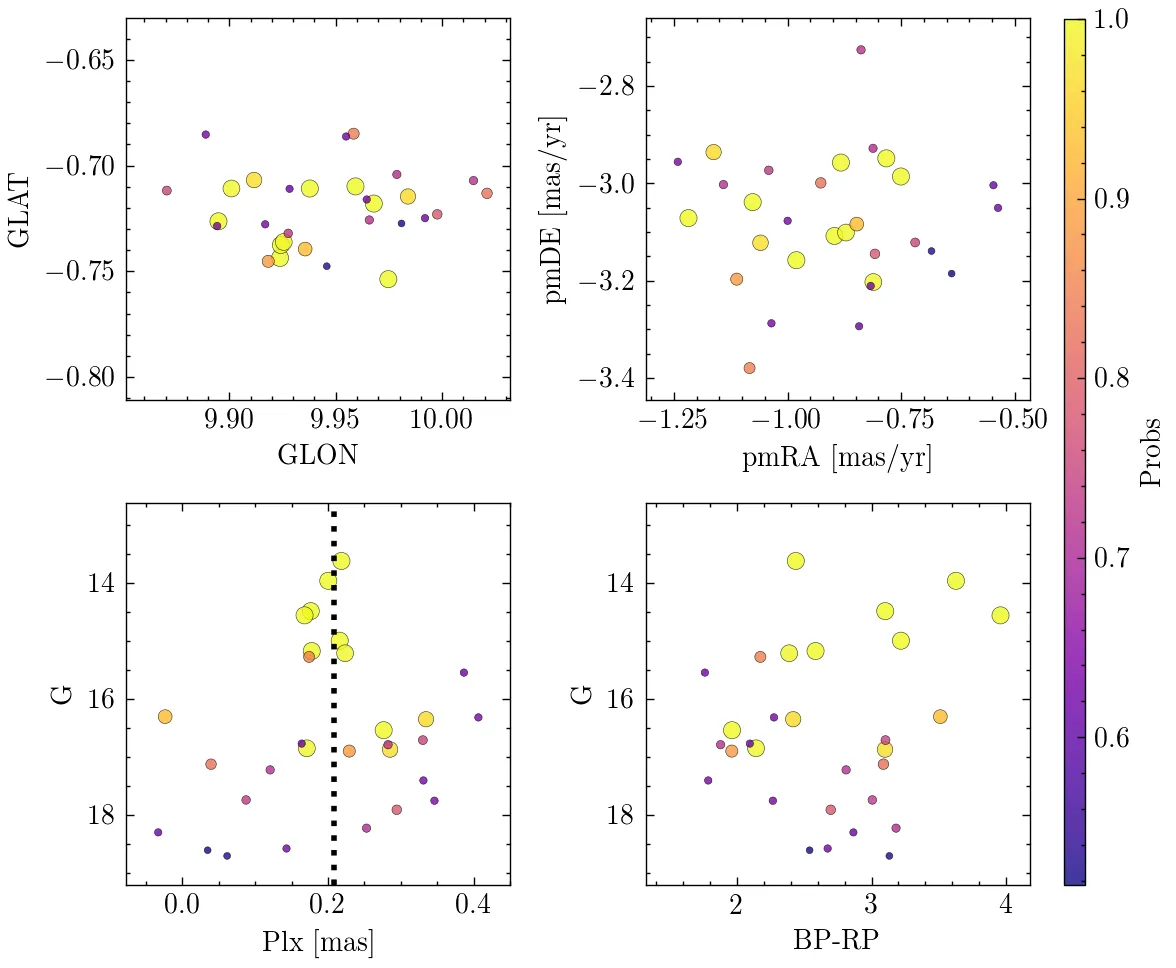 −0.65
−0.70
−0.75
−0.80
GLAT
9.90 9.95 10.00
GLON
−2.8
−3.0
−3.2
−3.4
pmDE [mas/yr]
−1.25 −1.00 −0.75 −0.50
pmRA [mas/yr]
14
16
18
G
0.0 0.2 0.4
Plx [mas]
14
16
18
G
2 3 4
BP-RP
1.0
0.9
0.8
0.7
0.6
Probs